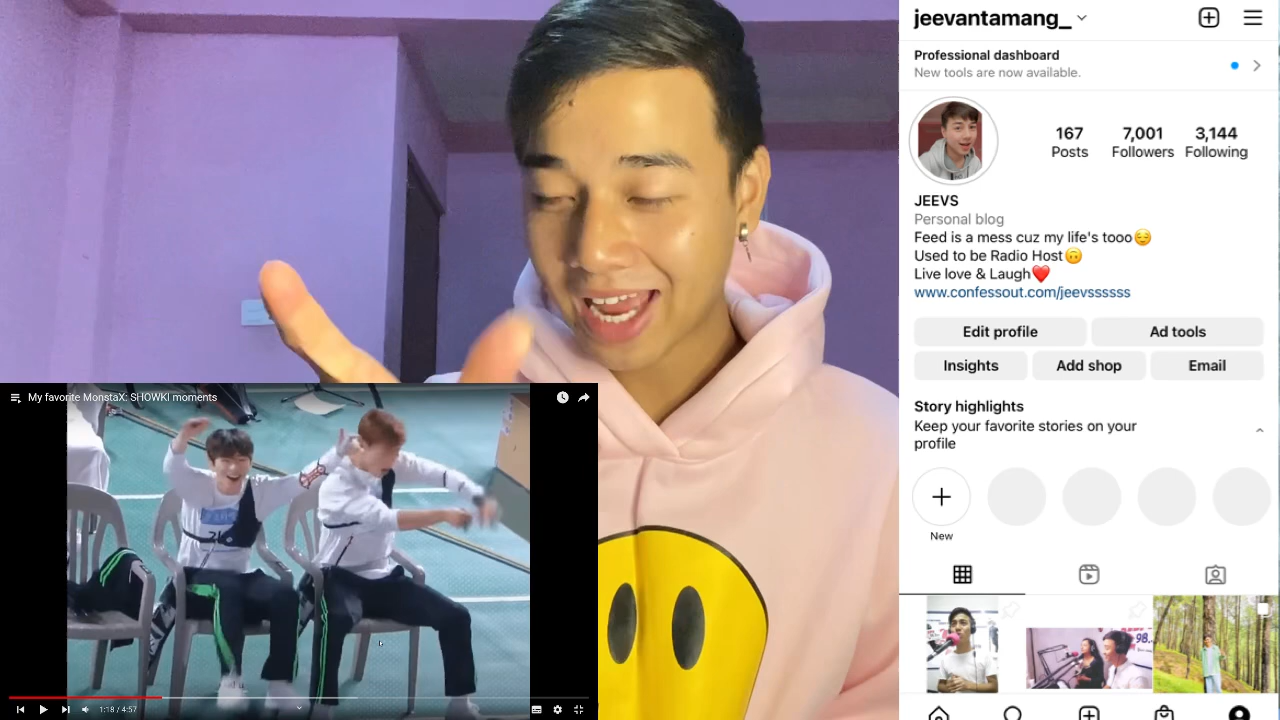 My favorite MonstaX: SHOWKI moments
1:18 / 4:57
jeevantamang_
Professional dashboard
New tools are now available.
167 7,001 3,144
Posts Followers Following
JEEVS
Personal blog
Feed is a mess cuz my life's tooo😌
Used to be Radio Host🙃
Live love & Laugh❤️
www.confessout.com/jeevssssss
Edit profile Ad tools
Insights Add shop Email
Story highlights
Keep your favorite stories on your
profile
New
98.